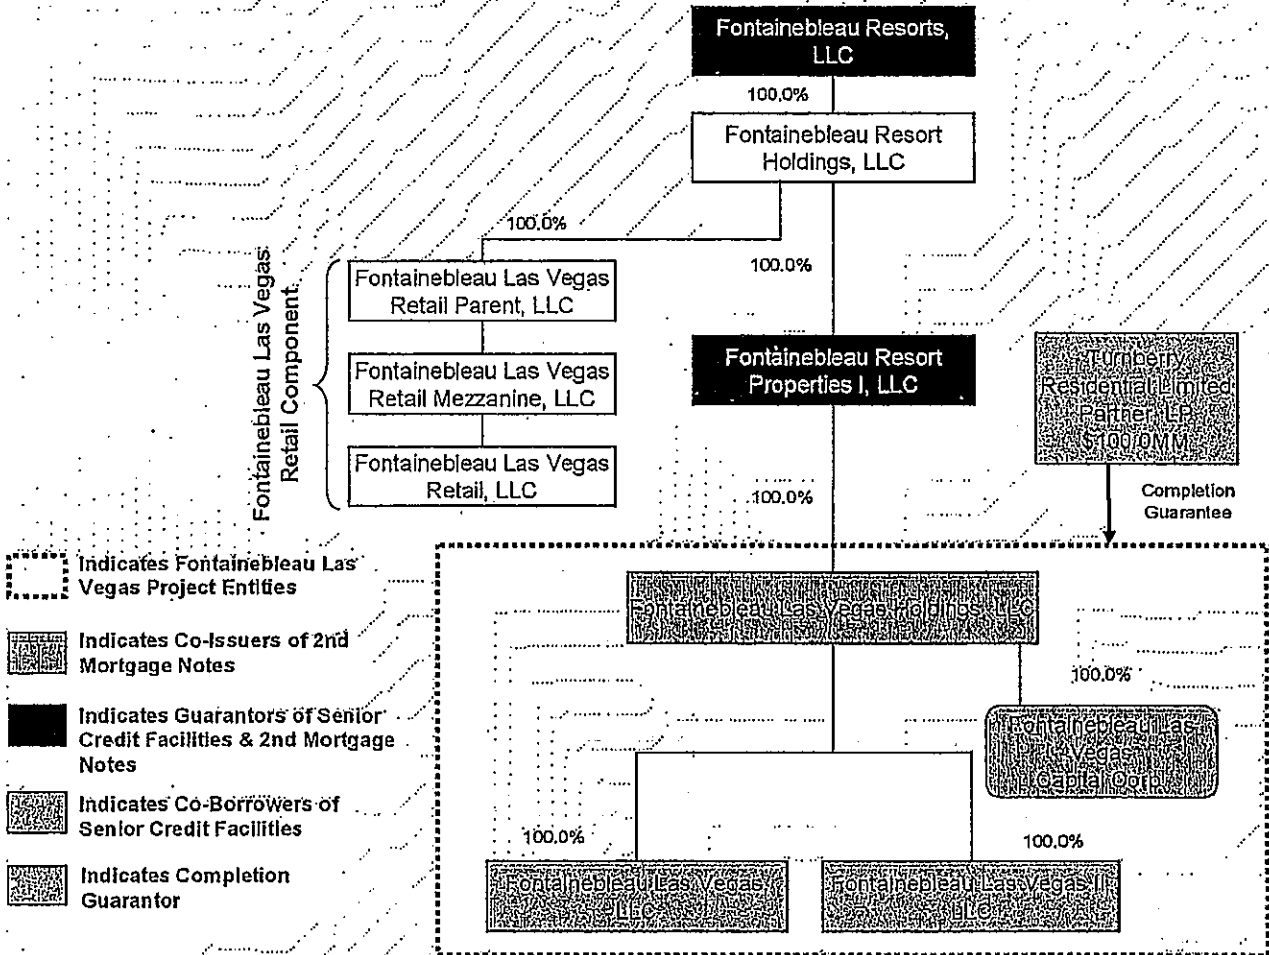 Fontainebleau Resorts,
LLC
100.0%
Fontainebleau Resort
Holdings, LLC
100.0%
100.0%
Fontainebleau Las Vegas
Retail Component
Fontainebleau Las Vegas
Retail Parent, LLC
Fontainebleau Las Vegas
Retail Mezzanine, LLC
Fontainebleau Las Vegas
Retail, LLC
Fontainebleau Resort
Properties I, LLC
Turnberry
Residential Limited
Partner, LP
$100.0MM
100.0%
Completion
Guarantee
Indicates Fontainebleau Las
Vegas Project Entities
Indicates Co-Issuers of 2nd
Mortgage Notes
Indicates Guarantors of Senior
Credit Facilities & 2nd Mortgage
Notes
Indicates Co-Borrowers of
Senior Credit Facilities
Indicates Completion
Guarantor
Fontainebleau Las Vegas Holdings, LLC
100.0%
Fontainebleau Las
Vegas
Capital Corp.
100.0%
100.0%
Fontainebleau Las Vegas,
LLC
Fontainebleau Las Vegas II,
LLC